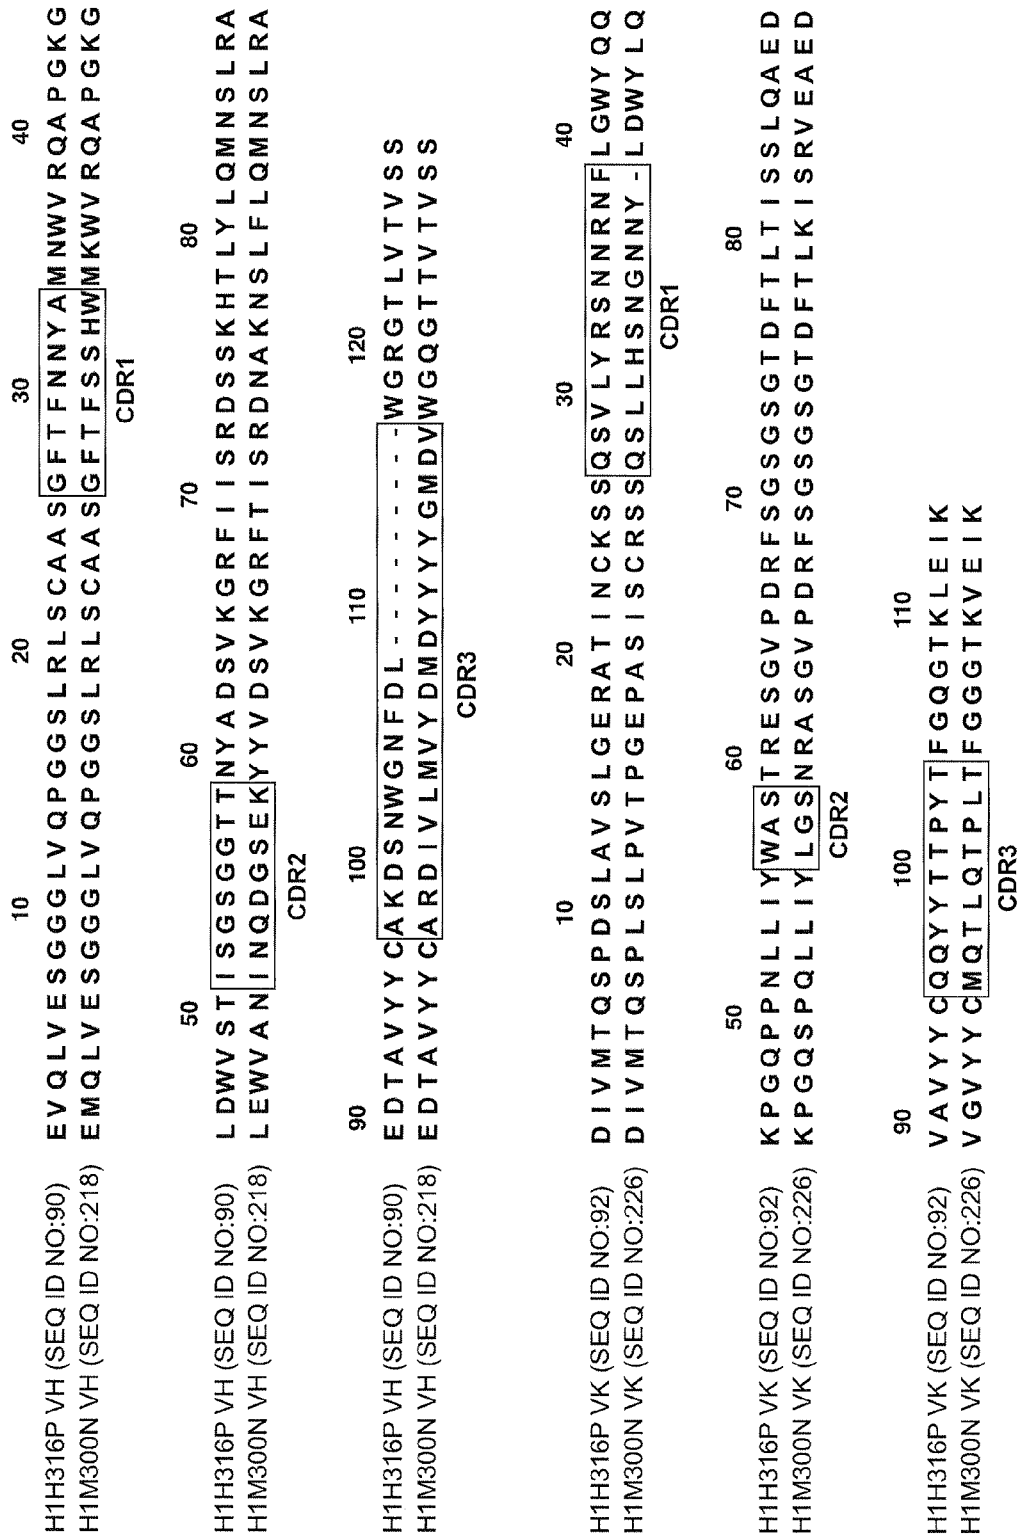 10 20 30 40
H1H316P VH (SEQ ID NO:90) E V Q L V E S G G G L V Q P G G S L R L S C A A S G F T F N N Y A M N W V R Q A P G K G
H1M300N VH (SEQ ID NO:218) E M Q L V E S G G G L V Q P G G S L R L S C A A S G F T F S S H W M K W V R Q A P G K G
CDR1
50 60 70 80
H1H316P VH (SEQ ID NO:90) L D W V S T I S G S G G T T N Y A D S V K G R F I I S R D S S K H T L Y L Q M N S L R A
H1M300N VH (SEQ ID NO:218) L E W V A N I N Q D G S E K Y Y V D S V K G R F T I S R D N A K N S L F L Q M N S L R A
CDR2
90 100 110 120
H1H316P VH (SEQ ID NO:90) E D T A V Y Y C A K D S N W G N F D L - - - - - - - - - W G R G T L V T V S S
H1M300N VH (SEQ ID NO:218) E D T A V Y Y C A R D I V L M V Y D M D Y Y Y Y G M D V W G Q G T T V T V S S
CDR3
10 20 30 40
H1H316P VK (SEQ ID NO:92) D I V M T Q S P D S L A V S L G E R A T I N C K S S Q S V L Y R S N N R N F L G W Y Q Q
H1M300N VK (SEQ ID NO:226) D I V M T Q S P L S L P V T P G E P A S I S C R S S Q S L L H S N G N N Y - L D W Y L Q
CDR1
50 60 70 80
H1H316P VK (SEQ ID NO:92) K P G Q P P N L L I Y W A S T R E S G V P D R F S G S G S G T D F T L T I S S L Q A E D
H1M300N VK (SEQ ID NO:226) K P G Q S P Q L L I Y L G S N R A S G V P D R F S G S G S G T D F T L K I S R V E A E D
CDR2
90 100 110
H1H316P VK (SEQ ID NO:92) V A V Y Y C Q Q Y Y T T P Y T F G Q G T K L E I K
H1M300N VK (SEQ ID NO:226) V G V Y Y C M Q T L Q T P L T F G G G T K V E I K
CDR3